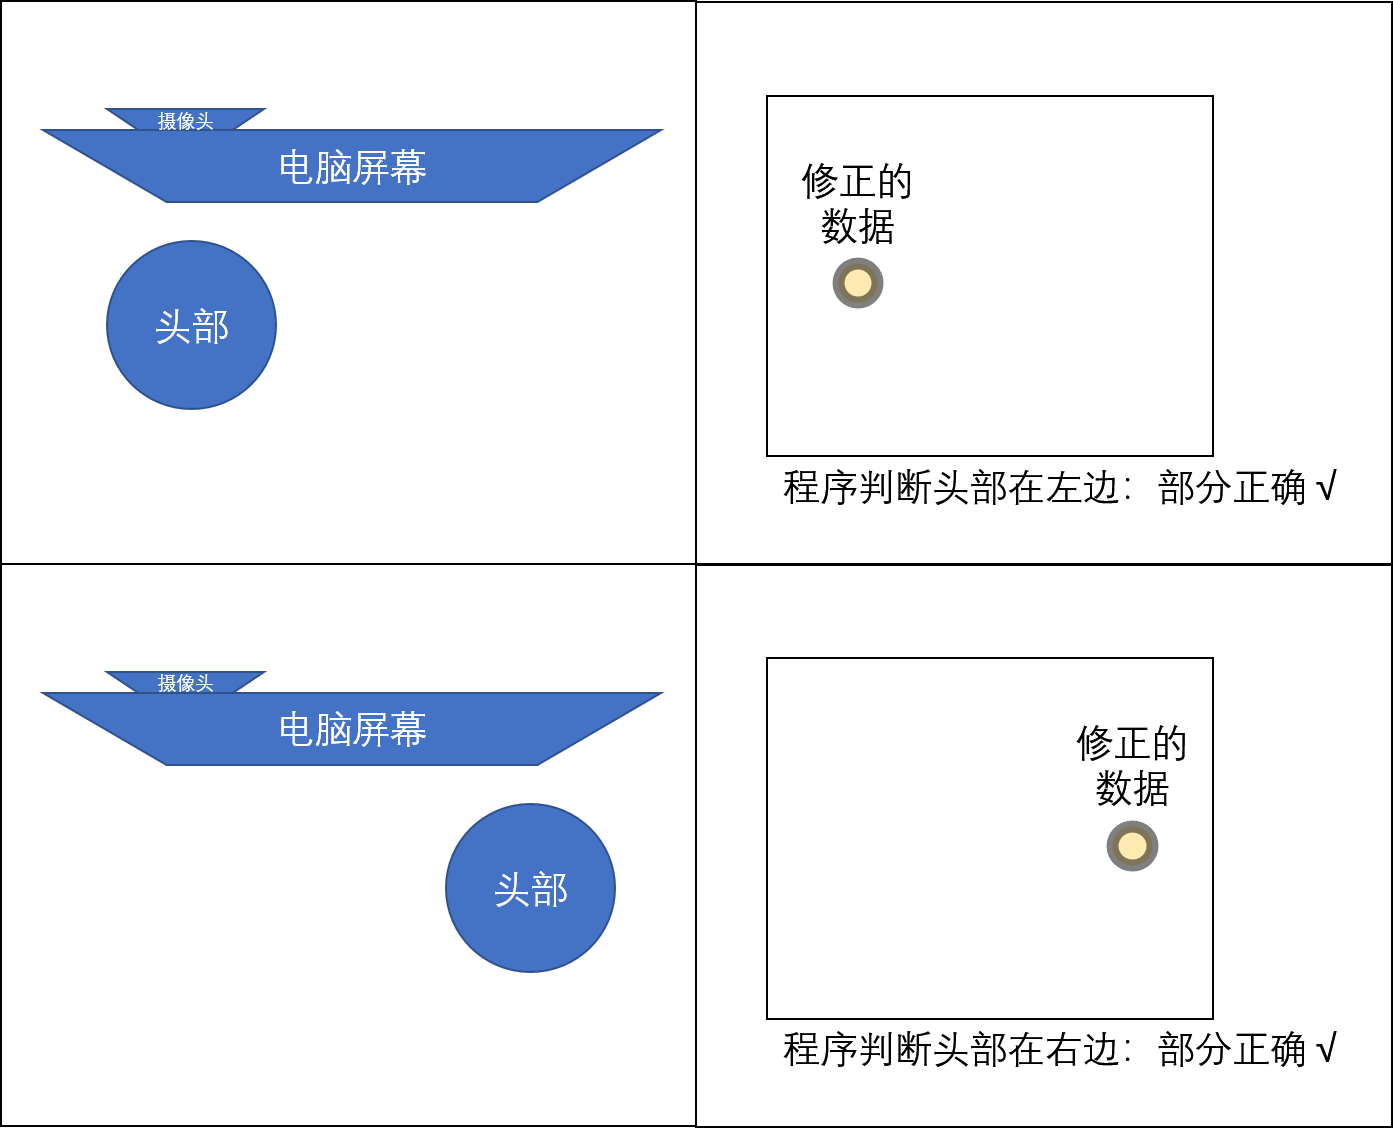 摄像头
电脑屏幕
头部
修正的
数据
程序判断头部在左边：部分正确 √
摄像头
电脑屏幕
头部
修正的
数据
程序判断头部在右边：部分正确 √